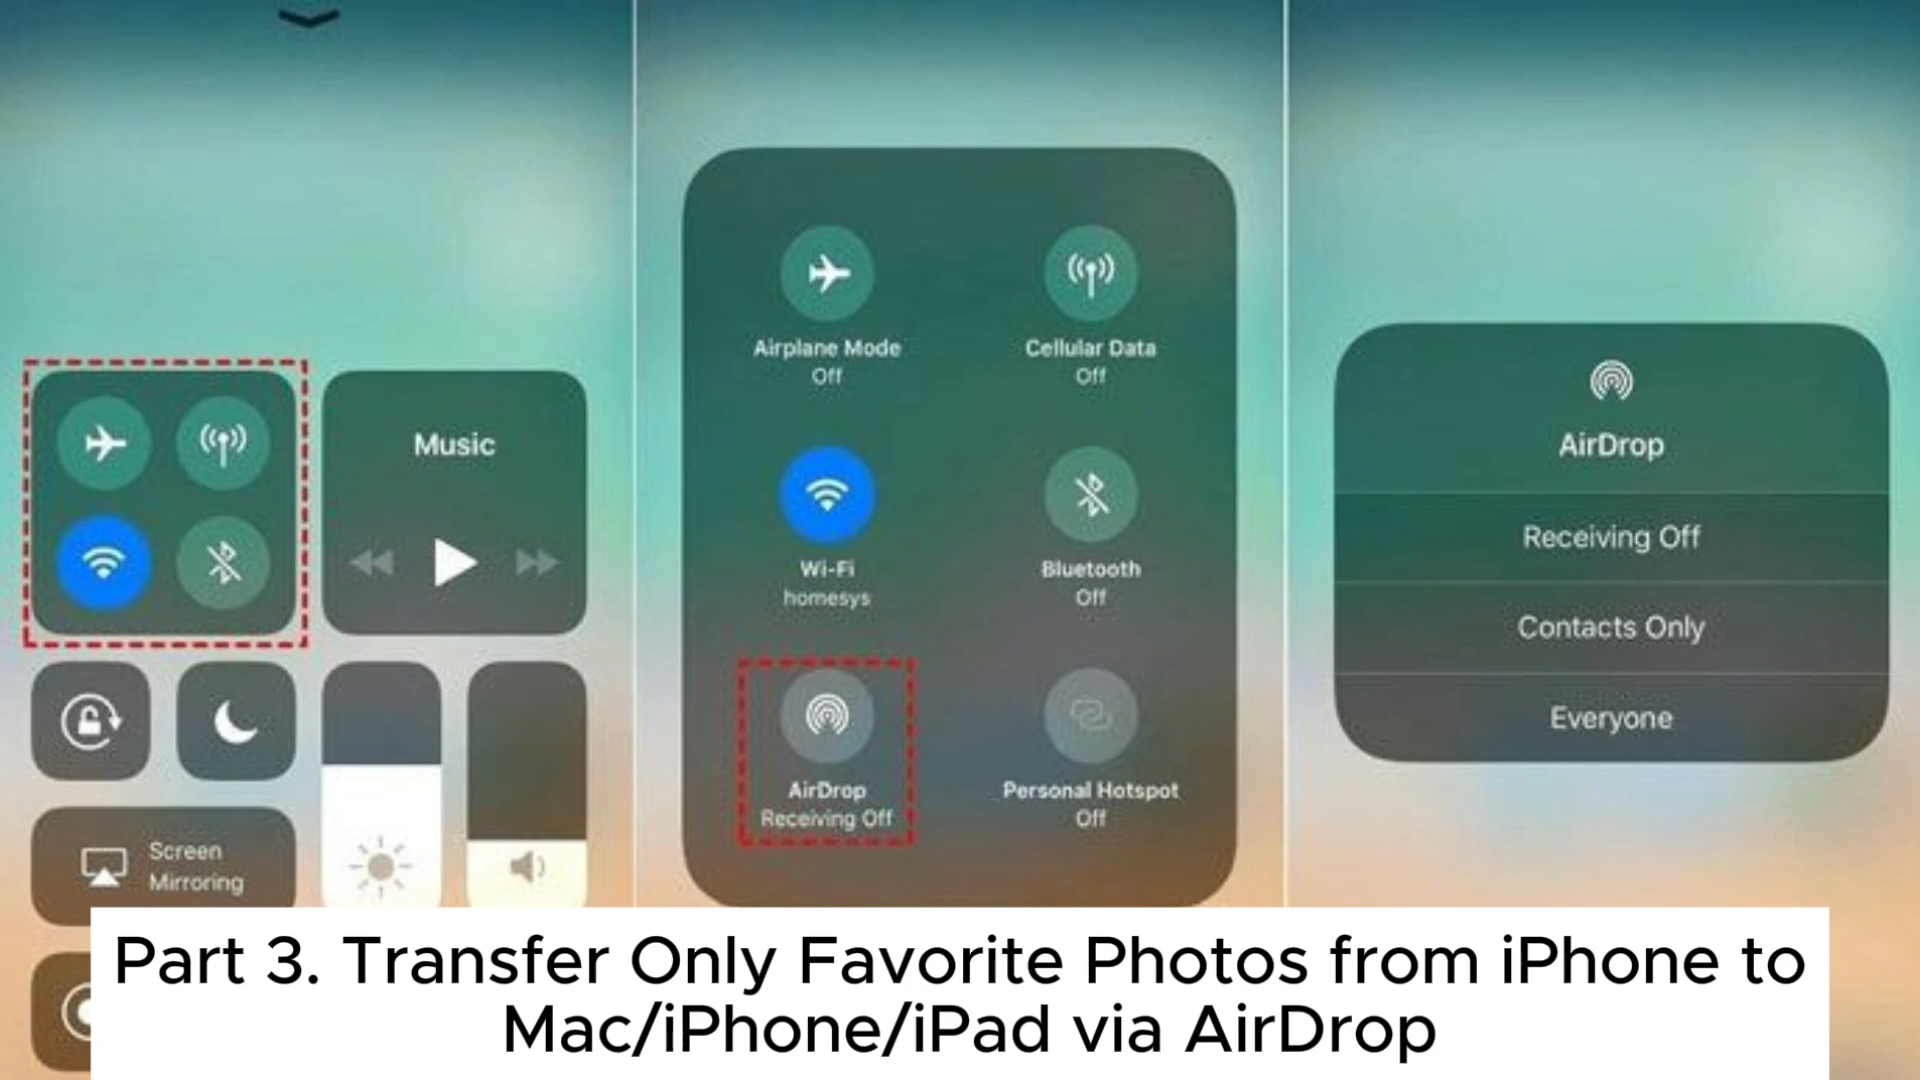 Music
Screen
Mirroring
Airplane Mode
Off
Cellular Data
Off
Wi-Fi
homesys
Bluetooth
Off
AirDrop
Receiving Off
Personal Hotspot
Off
AirDrop
Receiving Off
Contacts Only
Everyone
Part 3. Transfer Only Favorite Photos from iPhone to
Mac/iPhone/iPad via AirDrop